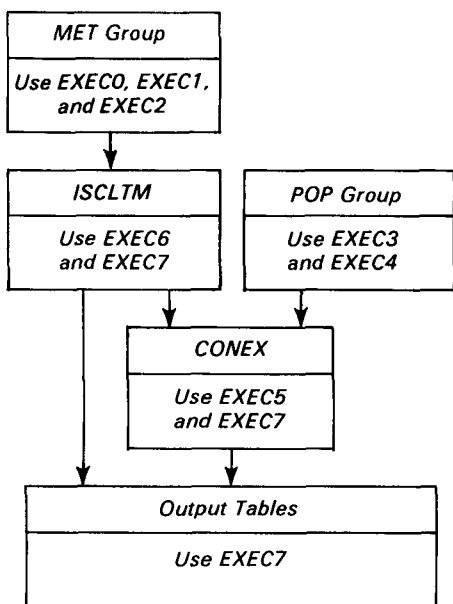 MET Group
Use EXEC0, EXEC1,
and EXEC2
ISCLTM
Use EXEC6
and EXEC7
POP Group
Use EXEC3
and EXEC4
CONEX
Use EXEC5
and EXEC7
Output Tables
Use EXEC7